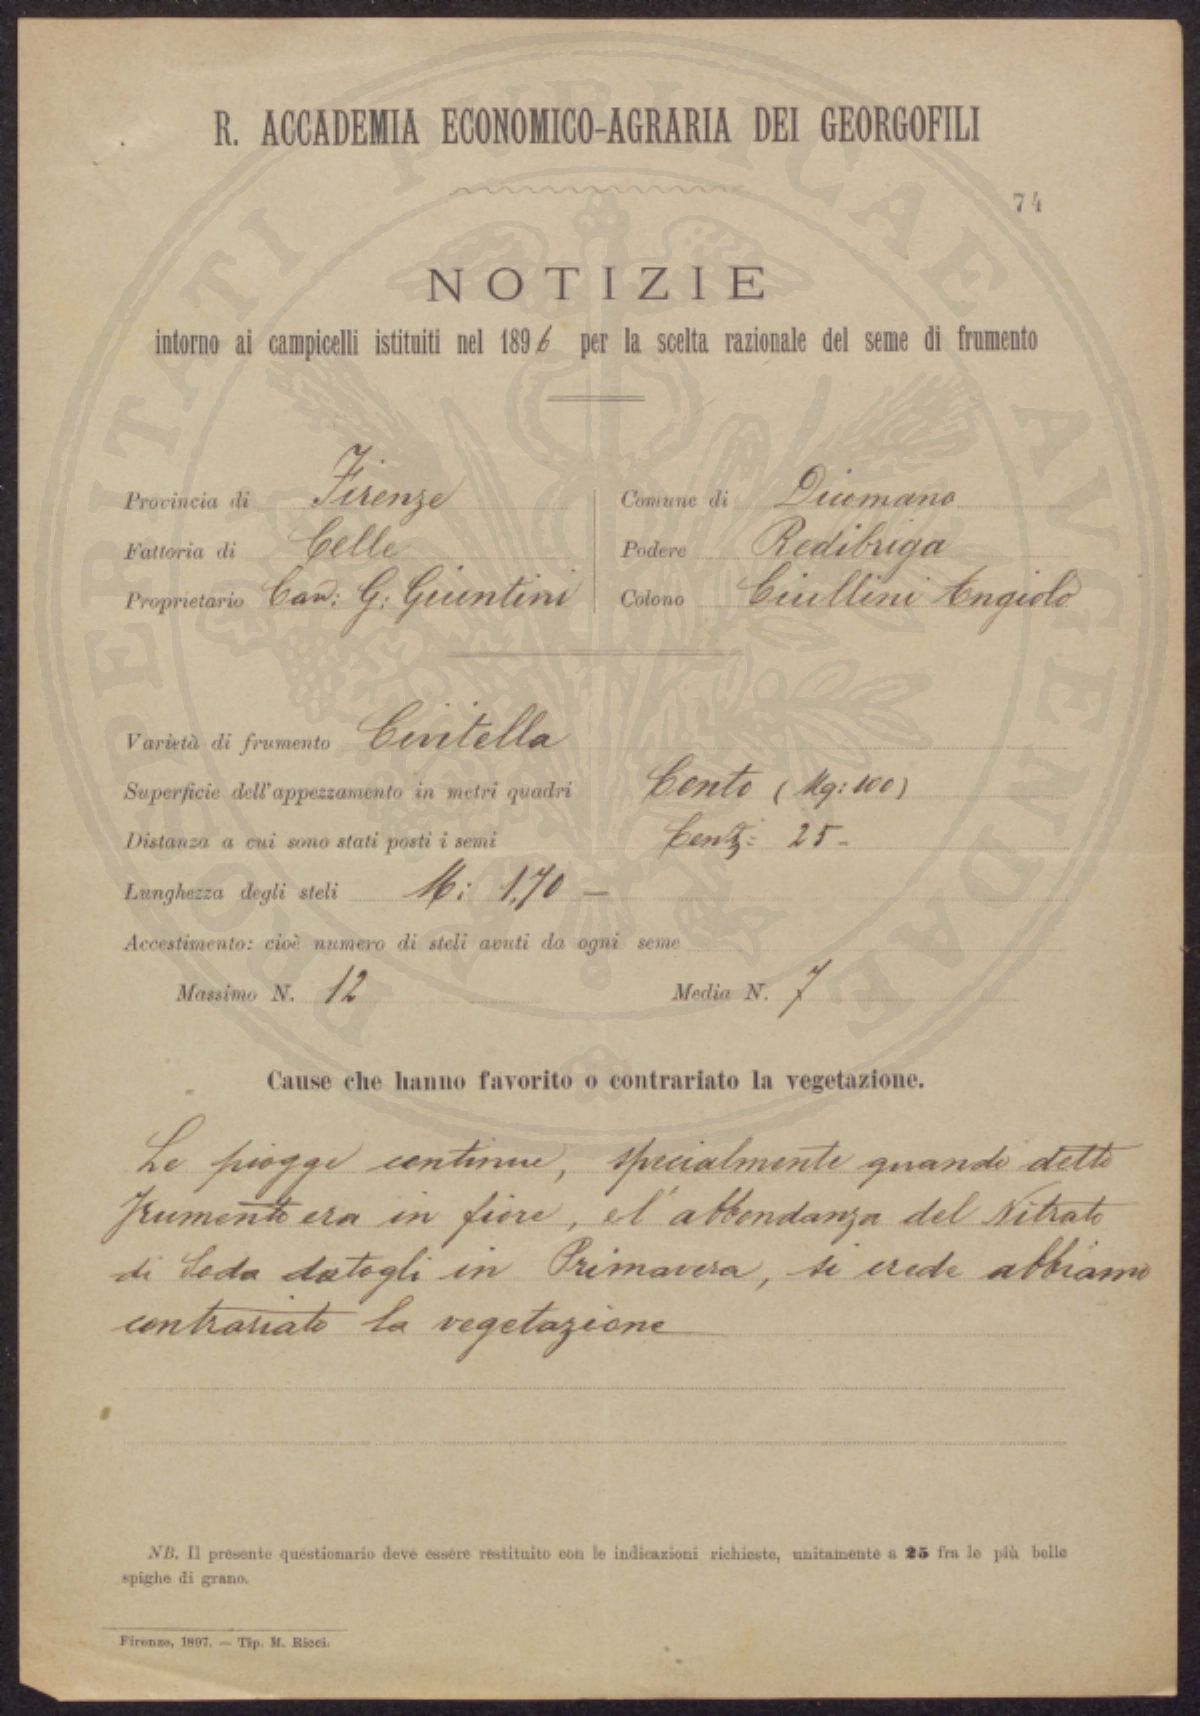 R. ACCADEMIA ECONOMICO-AGRARIA DEI GEORGOFILI
74
NOTIZIE
intorno ai campicelli istituiti nel 1896 per la scelta razionale del seme di frumento
Provincia di Firenze Comune di Dicomano
Fattoria di Celle Podere Redibriga
Proprietario Cav: G: Giuntini Colono Ciullini Angiolo
Varietà di frumento Civitella
Superficie dell'appezzamento in metri quadri Cento (Mq: 100)
Distanza a cui sono stati posti i semi Cent: 25-
Lunghezza degli steli M: 1,70 —
Accestimento: cioè numero di steli avuti da ogni seme
Massimo N. 12 Media N. 7
Cause che hanno favorito o contrariato la vegetazione.
Le piogge continue, specialmente quando detto
frumento era in fiore, e l'abbondanza del Nitrato
di Soda datogli in Primavera, si crede abbiamo
contrariato la vegetazione
NB. Il presente questionario deve essere restituito con le indicazioni richieste, unitamente a 25 fra le più belle
spighe di grano.
Firenze, 1897. — Tip. M. Ricci.
PROSPERITATI PUBLICAE AUGENDAE